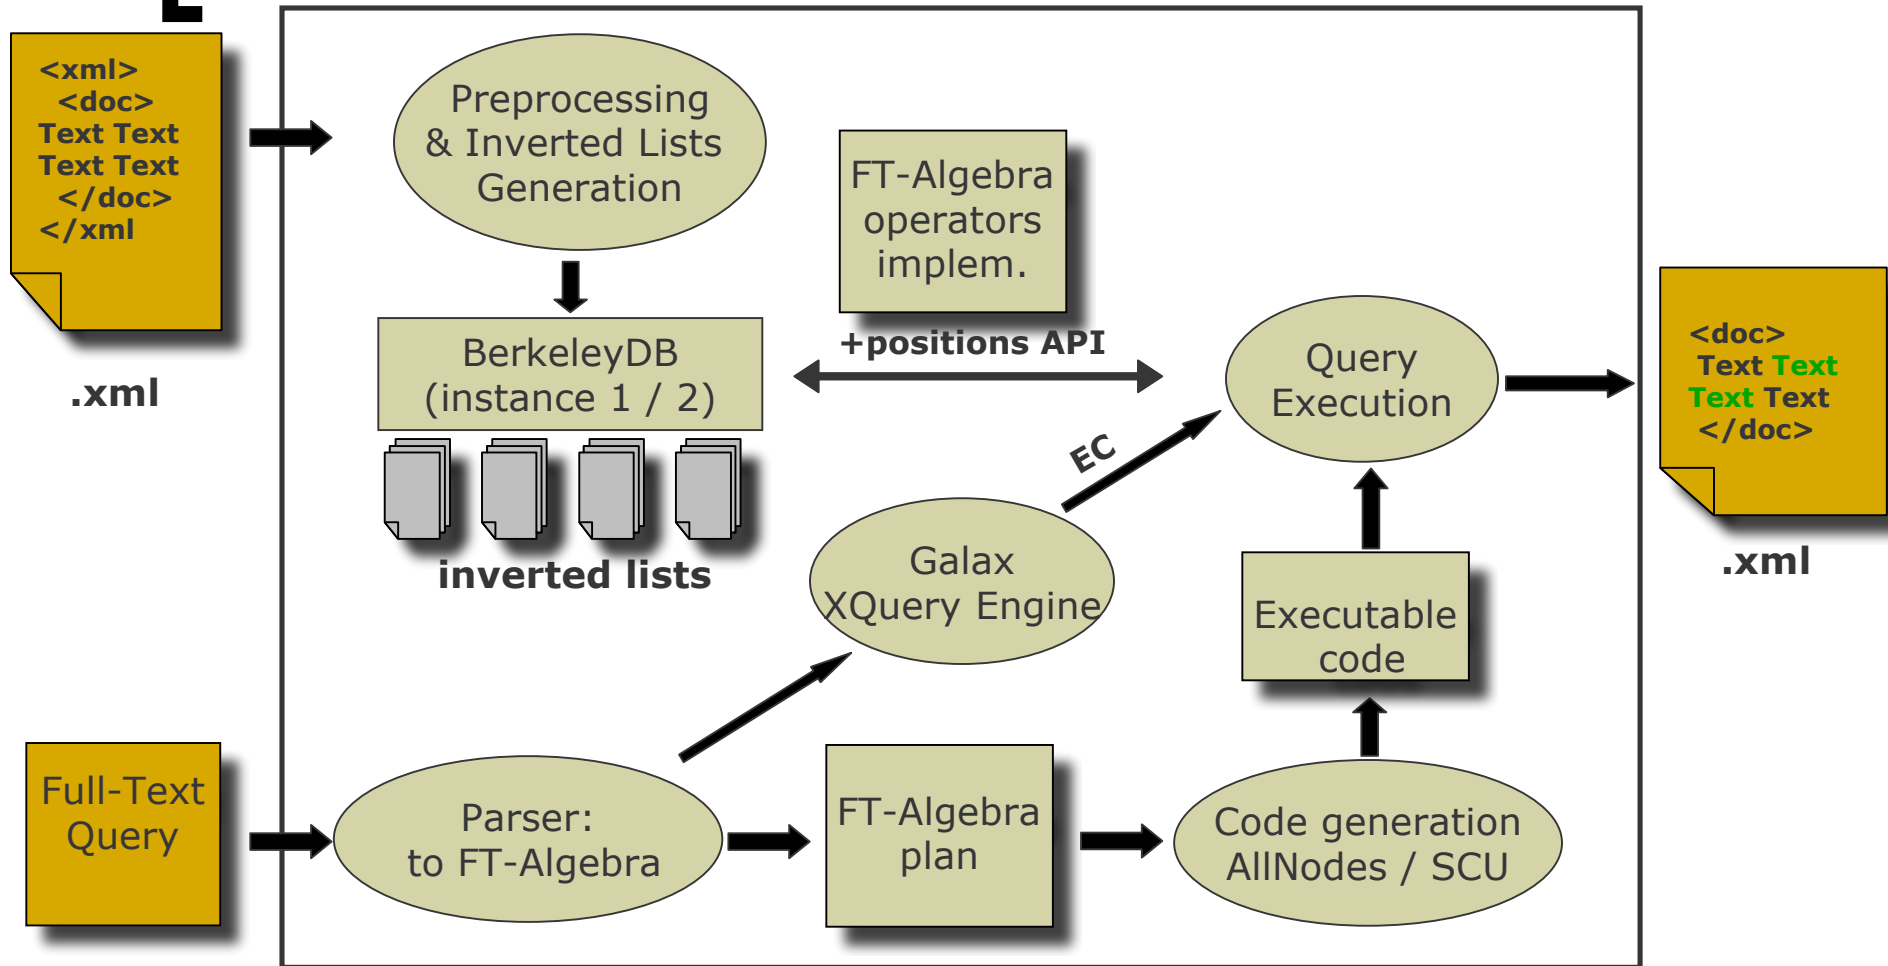 <xml>
<doc>
Text Text
Text Text
</doc>
</xml
.xml
Preprocessing
& Inverted Lists
Generation
FT-Algebra
operators
implem.
+positions API
BerkeleyDB
(instance 1 / 2)
inverted lists
Query
Execution
EC
Galax
XQuery Engine
Executable
code
<doc>
Text Text
Text Text
</doc>
.xml
Full-Text
Query
Parser:
to FT-Algebra
FT-Algebra
plan
Code generation
AllNodes / SCU